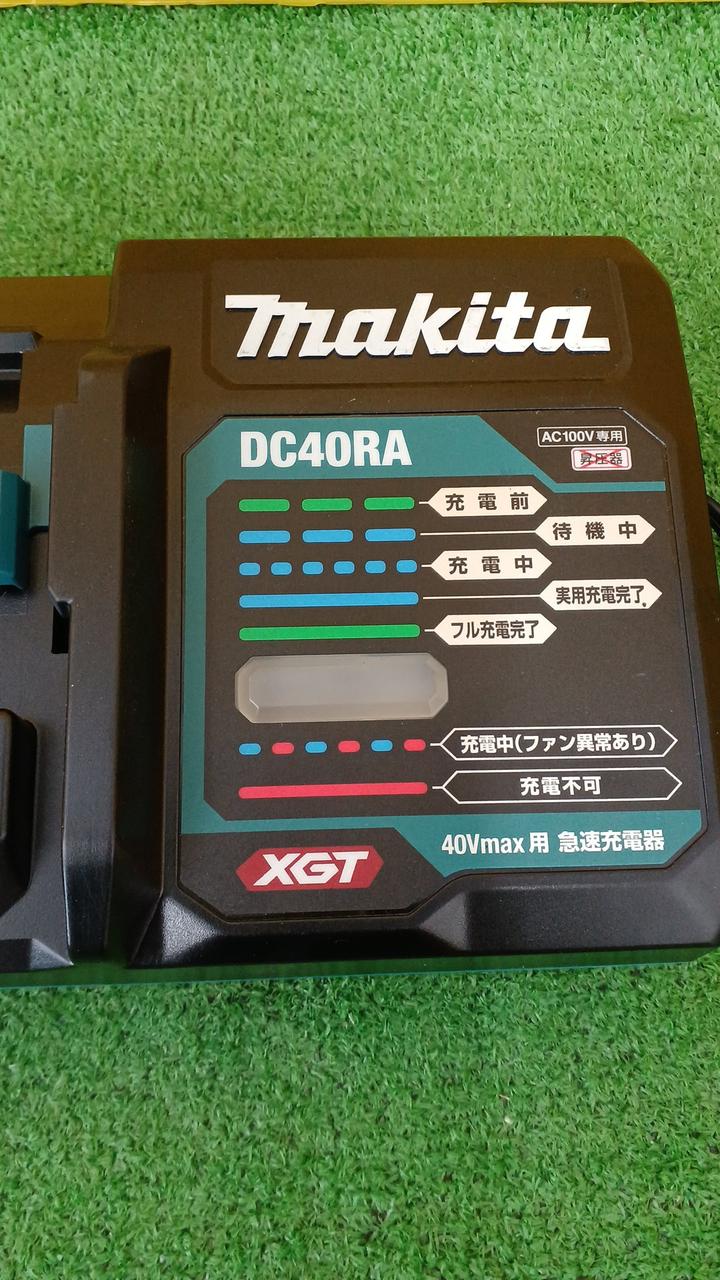 makita
DC40RA
AC100V専用
昇圧器
充電前
待機中
充電中
実用充電完了
フル充電完了
充電中(ファン異常あり)
充電不可
40Vmax用 急速充電器
XGT